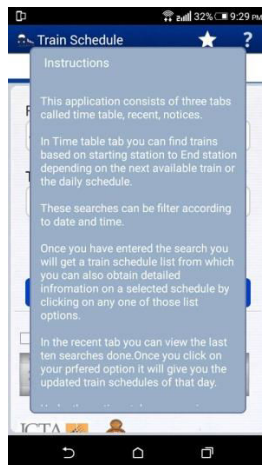 32% 9:29 PM
Train Schedule ?
Instructions
This application consists of three tabs
called time table, recent, notices.
In Time table tab you can find trains
based on starting station to End station
depending on the next available train or
the daily schedule.
These searches can be filter according
to date and time.
Once you have entered the search you
will get a train schedule list from which
you can also obtain detailed
infromation on a selected schedule by
clicking on any one of those list
options.
In the recent tab you can view the last
ten searches done.Once you click on
your prfered option it will give you the
updated train schedules of that day.
ICTA